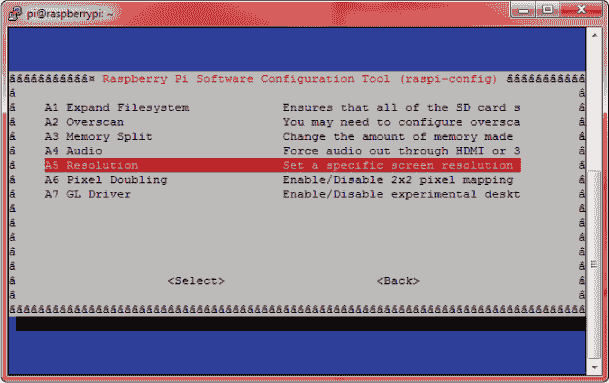 pi@raspberrypi: ~
Raspberry Pi Software Configuration Tool (raspi-config)
A1 Expand Filesystem Ensures that all of the SD card s
A2 Overscan You may need to configure oversca
A3 Memory Split Change the amount of memory made
A4 Audio Force audio out through HDMI or 3
A5 Resolution Set a specific screen resolution
A6 Pixel Doubling Enable/Disable 2x2 pixel mapping
A7 GL Driver Enable/Disable experimental deskt
<Select> <Back>